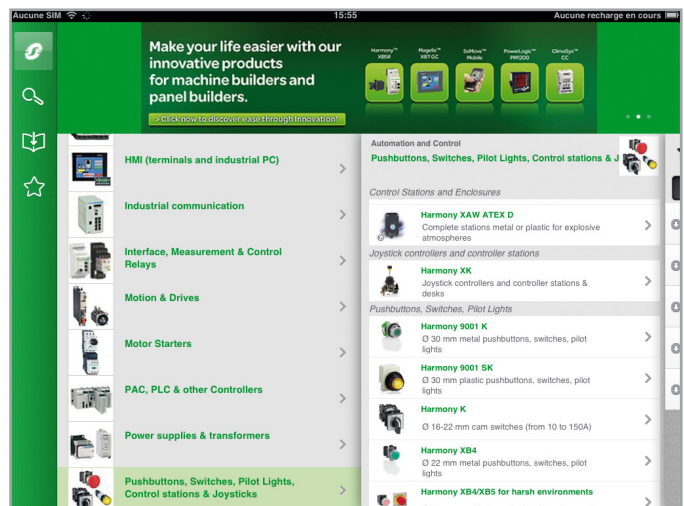 Aucune SIM
15:55
Aucune recharge en cours
Make your life easier with our
innovative products
for machine builders and
panel builders.
> Click now to discover ease through Innovation!
Harmony™
XB5R
Magelis™
XBT GC
SoMove™
Mobile
PowerLogic™
PM1200
ClimaSys™
CC
HMI (terminals and industrial PC)
Industrial communication
Interface, Measurement & Control
Relays
Motion & Drives
Motor Starters
PAC, PLC & other Controllers
Power supplies & transformers
Pushbuttons, Switches, Pilot Lights,
Control stations & Joysticks
Automation and Control
Pushbuttons, Switches, Pilot Lights, Control stations & J
Control Stations and Enclosures
Harmony XAW ATEX D
Complete stations metal or plastic for explosive
atmospheres
Joystick controllers and controller stations
Harmony XK
Joystick controllers and controller stations &
desks
Pushbuttons, Switches, Pilot Lights
Harmony 9001 K
Ø 30 mm metal pushbuttons, switches, pilot
lights
Harmony 9001 SK
Ø 30 mm plastic pushbuttons, switches, pilot
lights
Harmony K
Ø 16-22 mm cam switches (from 10 to 150A)
Harmony XB4
Ø 22 mm metal pushbuttons, switches, pilot
lights
Harmony XB4/XB5 for harsh environments